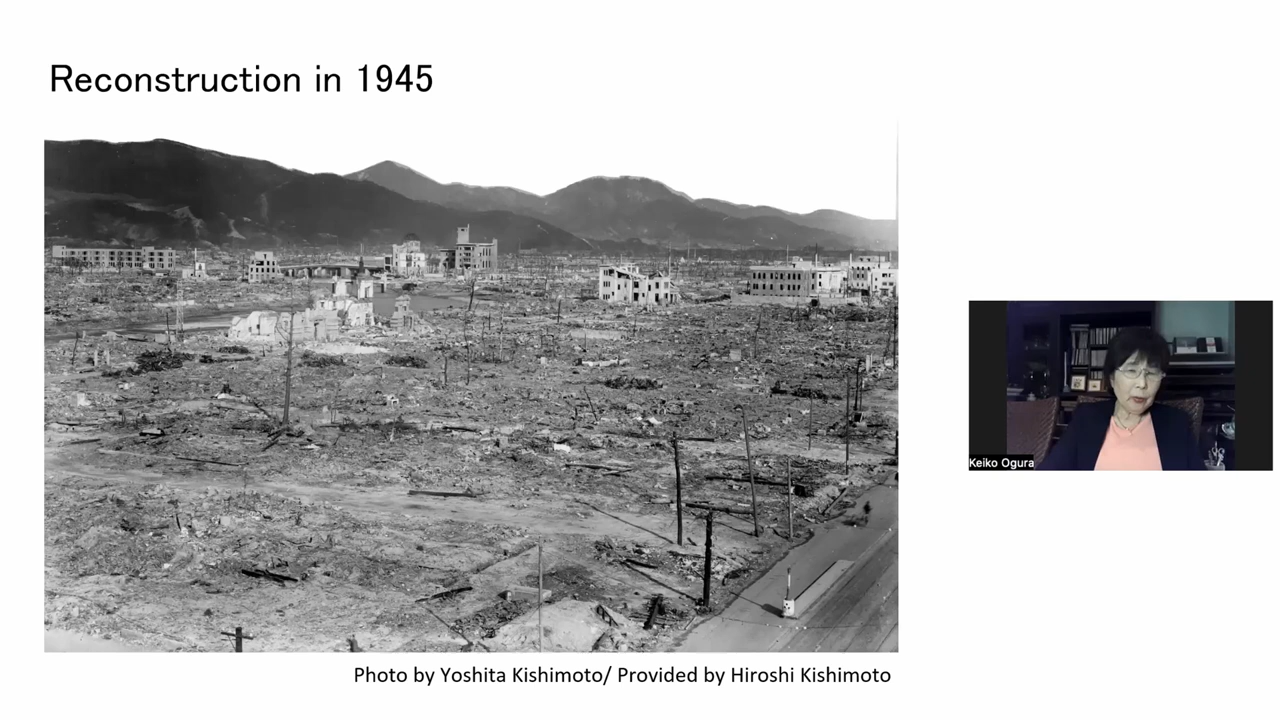 Reconstruction in 1945
Keiko Ogura
Photo by Yoshita Kishimoto/ Provided by Hiroshi Kishimoto